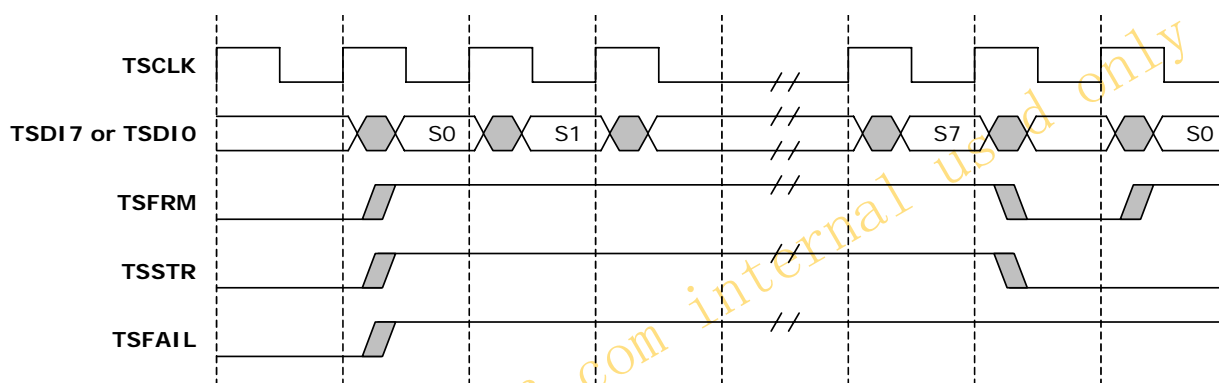 TSCLK
TSDI7 or TSDI0
S0 S1 S7 S0
TSFRM
TSSTR
TSFAIL
com internal used only